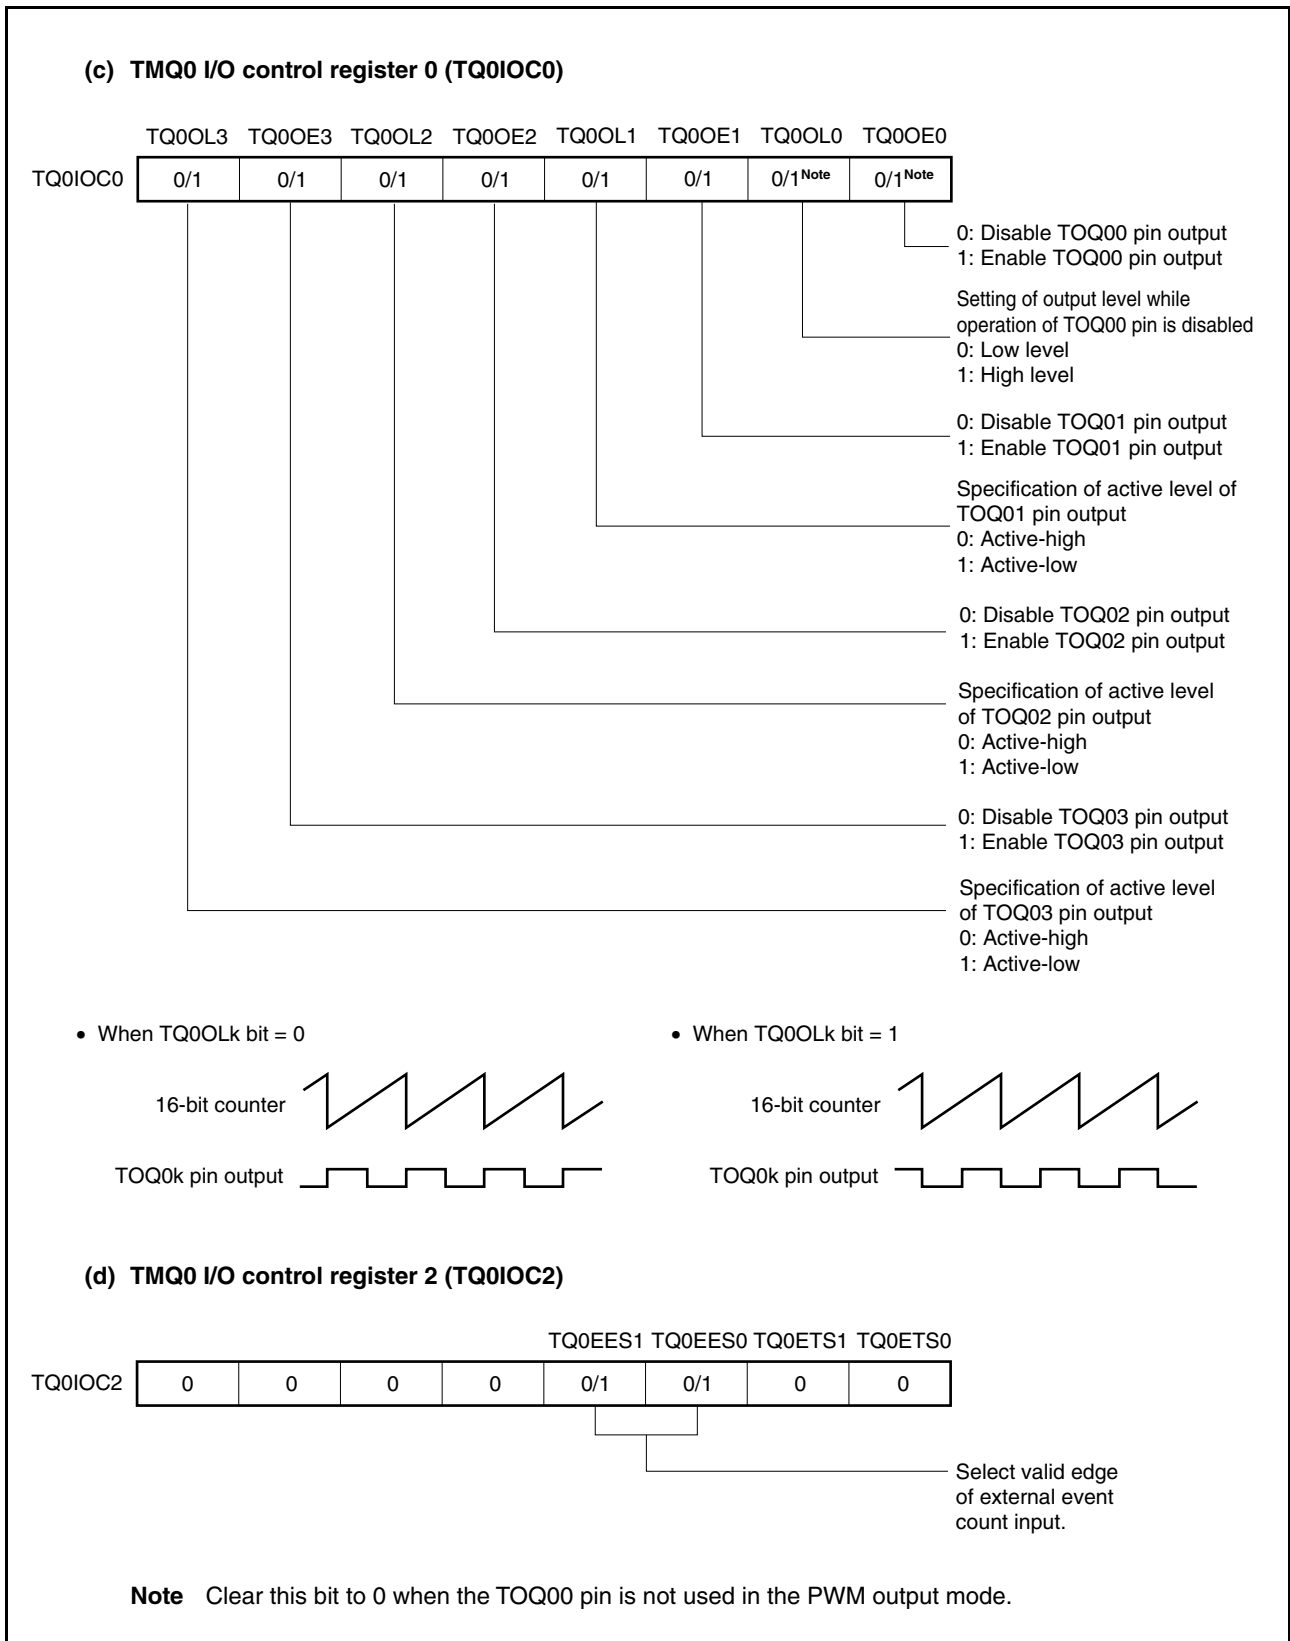 (c) TMQ0 I/O control register 0 (TQ0IOC0)
TQ0OL3 TQ0OE3 TQ0OL2 TQ0OE2 TQ0OL1 TQ0OE1 TQ0OL0 TQ0OE0
TQ0IOC0 0/1 0/1 0/1 0/1 0/1 0/1 0/1Note 0/1Note
0: Disable TOQ00 pin output
1: Enable TOQ00 pin output
Setting of output level while
operation of TOQ00 pin is disabled
0: Low level
1: High level
0: Disable TOQ01 pin output
1: Enable TOQ01 pin output
Specification of active level of
TOQ01 pin output
0: Active-high
1: Active-low
0: Disable TOQ02 pin output
1: Enable TOQ02 pin output
Specification of active level
of TOQ02 pin output
0: Active-high
1: Active-low
0: Disable TOQ03 pin output
1: Enable TOQ03 pin output
Specification of active level
of TOQ03 pin output
0: Active-high
1: Active-low
• When TQ0OLk bit = 0
16-bit counter
TOQ0k pin output
• When TQ0OLk bit = 1
16-bit counter
TOQ0k pin output
(d) TMQ0 I/O control register 2 (TQ0IOC2)
TQ0EES1 TQ0EES0 TQ0ETS1 TQ0ETS0
TQ0IOC2 0 0 0 0 0/1 0/1 0 0
Select valid edge
of external event
count input.
Note Clear this bit to 0 when the TOQ00 pin is not used in the PWM output mode.